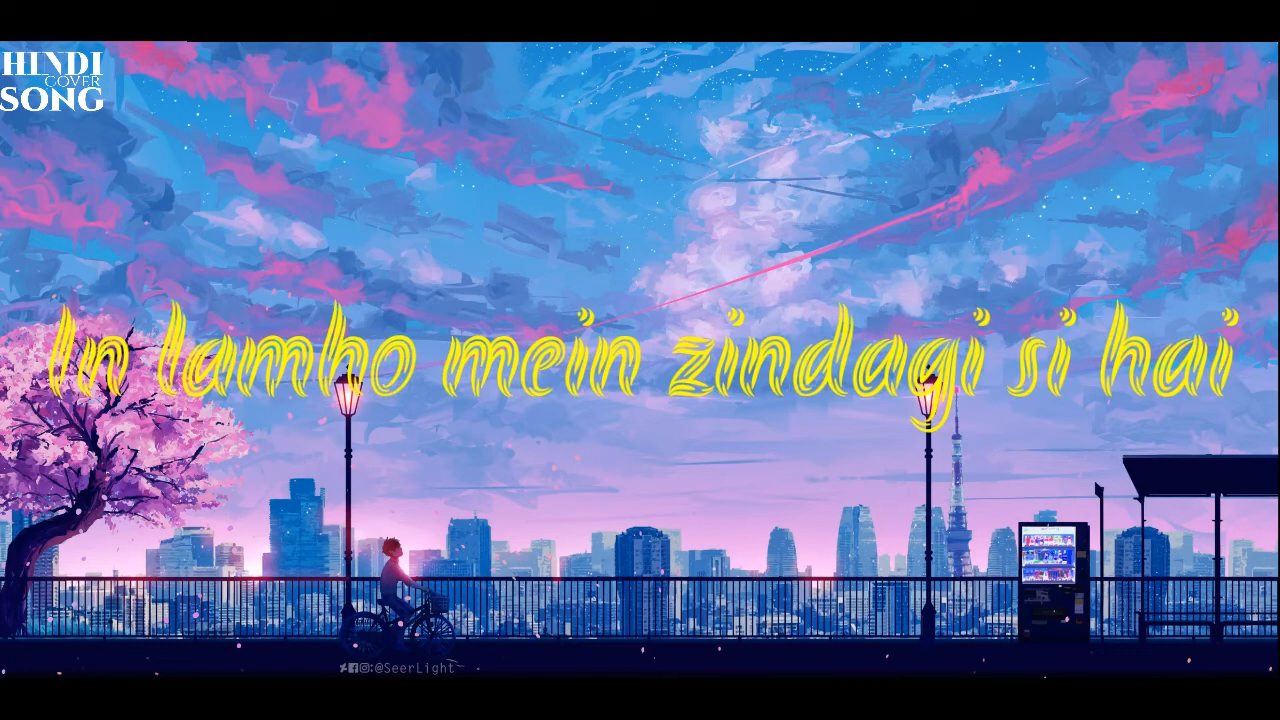 HINDI
COVER
SONG
In lamho mein zindagi si hai
:@SeerLight